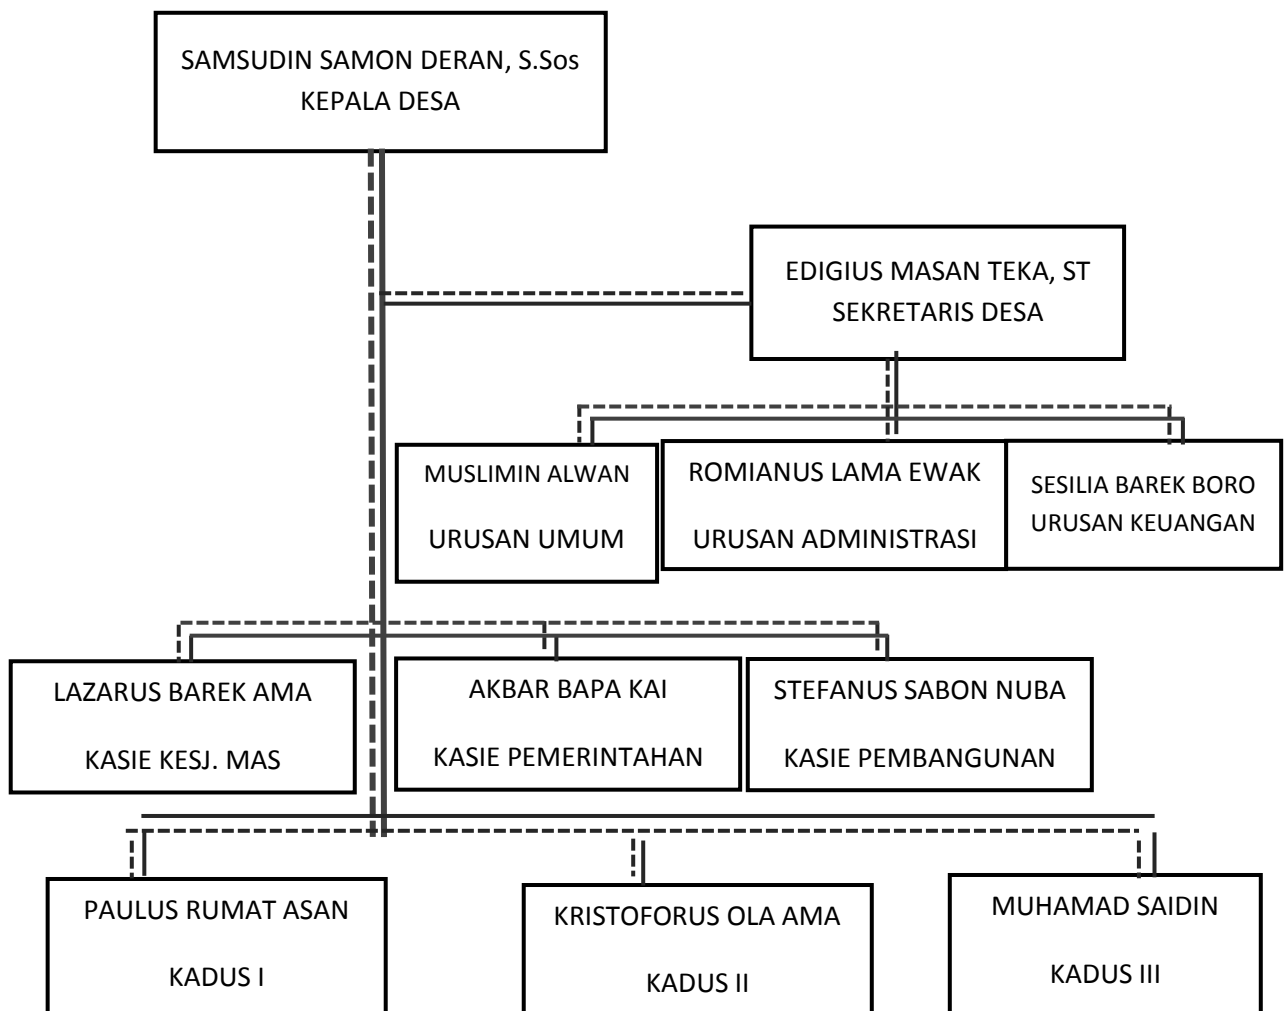 SAMSUDIN SAMON DERAN, S.Sos
KEPALA DESA
EDIGIUS MASAN TEKA, ST
SEKRETARIS DESA
MUSLIMIN ALWAN
URUSAN UMUM
ROMIANUS LAMA EWAK
URUSAN ADMINISTRASI
SESILIA BAREK BORO
URUSAN KEUANGAN
LAZARUS BAREK AMA
KASIE KESJ. MAS
AKBAR BAPA KAI
KASIE PEMERINTAHAN
STEFANUS SABON NUBA
KASIE PEMBANGUNAN
PAULUS RUMAT ASAN
KADUS I
KRISTOFORUS OLA AMA
KADUS II
MUHAMAD SAIDIN
KADUS III